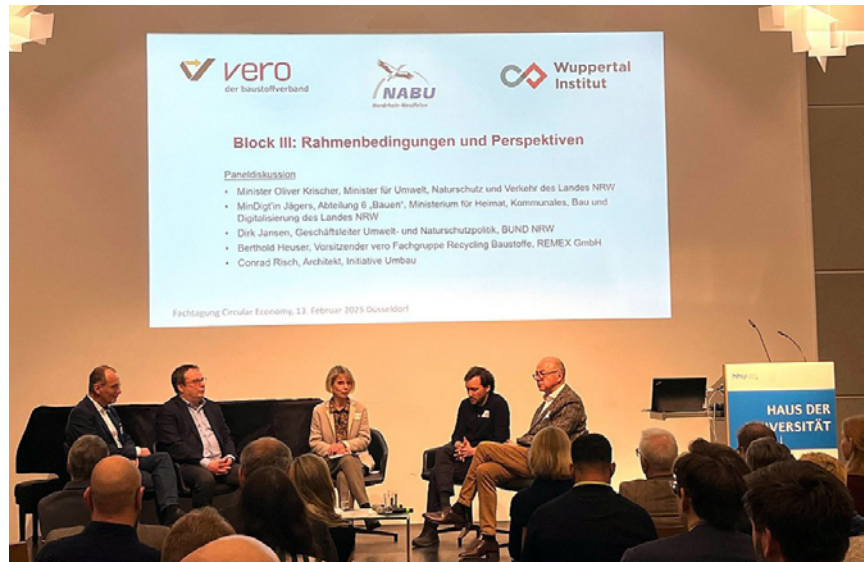 vero
der baustoffverband
NABU
Nordrhein-Westfalen
Wuppertal
Institut
Block III: Rahmenbedingungen und Perspektiven
Paneldiskussion
• Minister Oliver Krischer, Minister für Umwelt, Naturschutz und Verkehr des Landes NRW
• MinDigt'in Jägers, Abteilung 6 „Bauen“, Ministerium für Heimat, Kommunales, Bau und
Digitalisierung des Landes NRW
• Dirk Jansen, Geschäftsleiter Umwelt- und Naturschutzpolitik, BUND NRW
• Berthold Heuser, Vorsitzender vero Fachgruppe Recycling Baustoffe, REMEX GmbH
• Conrad Risch, Architekt, Initiative Umbau
Fachtagung Circular Economy, 13. Februar 2025 Düsseldorf
hhu
HAUS DER
IVERSITÄT